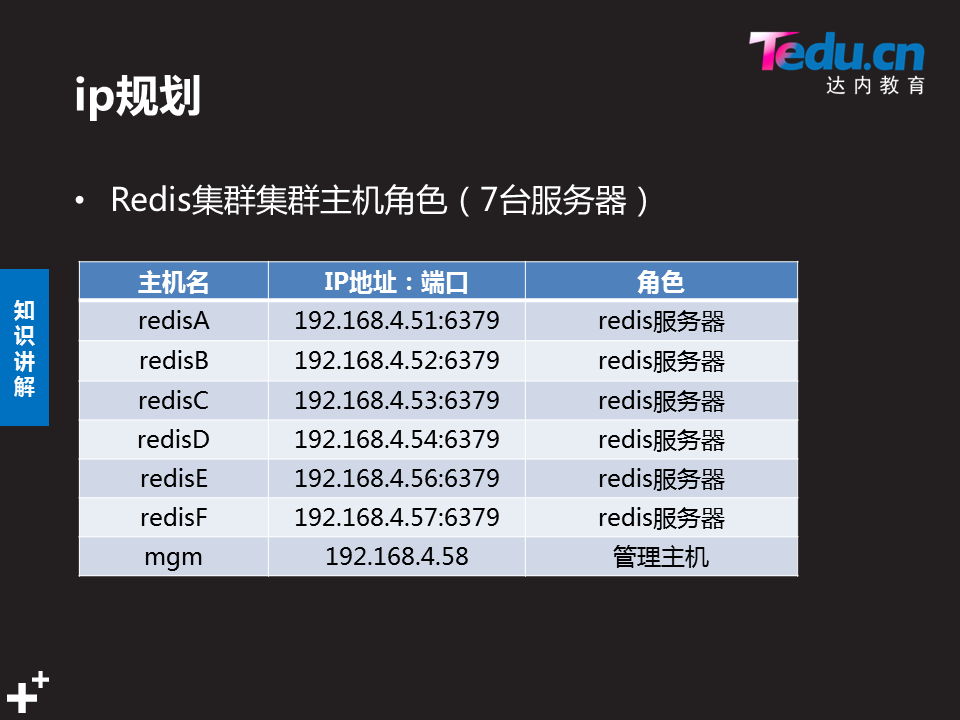 Tedu.cn
达内教育
ip规划
• Redis集群集群主机角色（7台服务器）
知识讲解
主机名 IP地址：端口 角色
redisA 192.168.4.51:6379 redis服务器
redisB 192.168.4.52:6379 redis服务器
redisC 192.168.4.53:6379 redis服务器
redisD 192.168.4.54:6379 redis服务器
redisE 192.168.4.56:6379 redis服务器
redisF 192.168.4.57:6379 redis服务器
mgm 192.168.4.58 管理主机